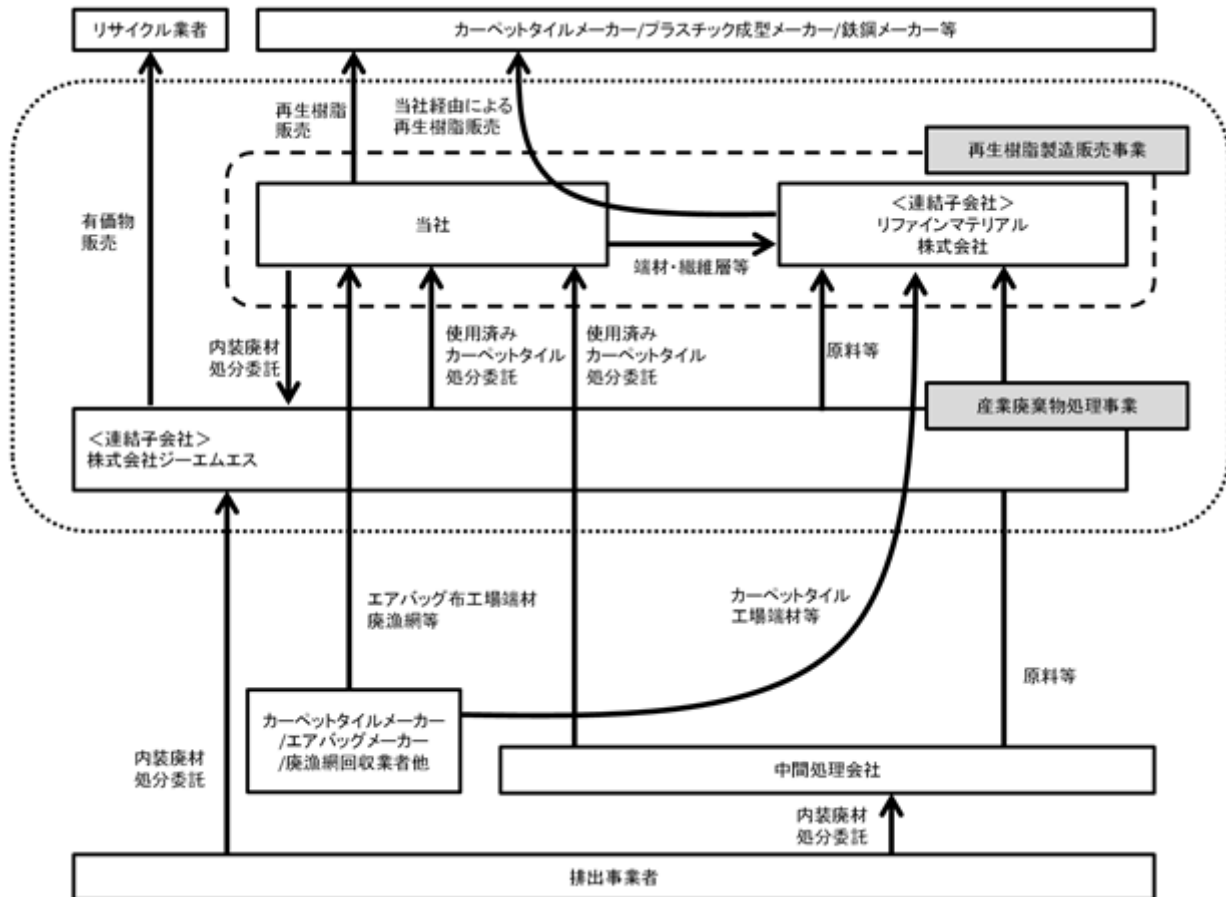 リサイクル業者
カーペットタイルメーカー/プラスチック成型メーカー/鉄鋼メーカー等
再生樹脂
販売
当社経由による
再生樹脂販売
再生樹脂製造販売事業
有価物
販売
当社
＜連結子会社＞
リファインマテリアル
株式会社
端材・繊維層等
内装廃材
処分委託
使用済み
カーペットタイル
処分委託
使用済み
カーペットタイル
処分委託
原料等
産業廃棄物処理事業
＜連結子会社＞
株式会社ジーエムエス
エアバッグ布工場端材
廃漁網等
カーペットタイル
工場端材等
原料等
カーペットタイルメーカー
/エアバッグメーカー
/廃漁網回収業者他
内装廃材
処分委託
中間処理会社
内装廃材
処分委託
排出事業者